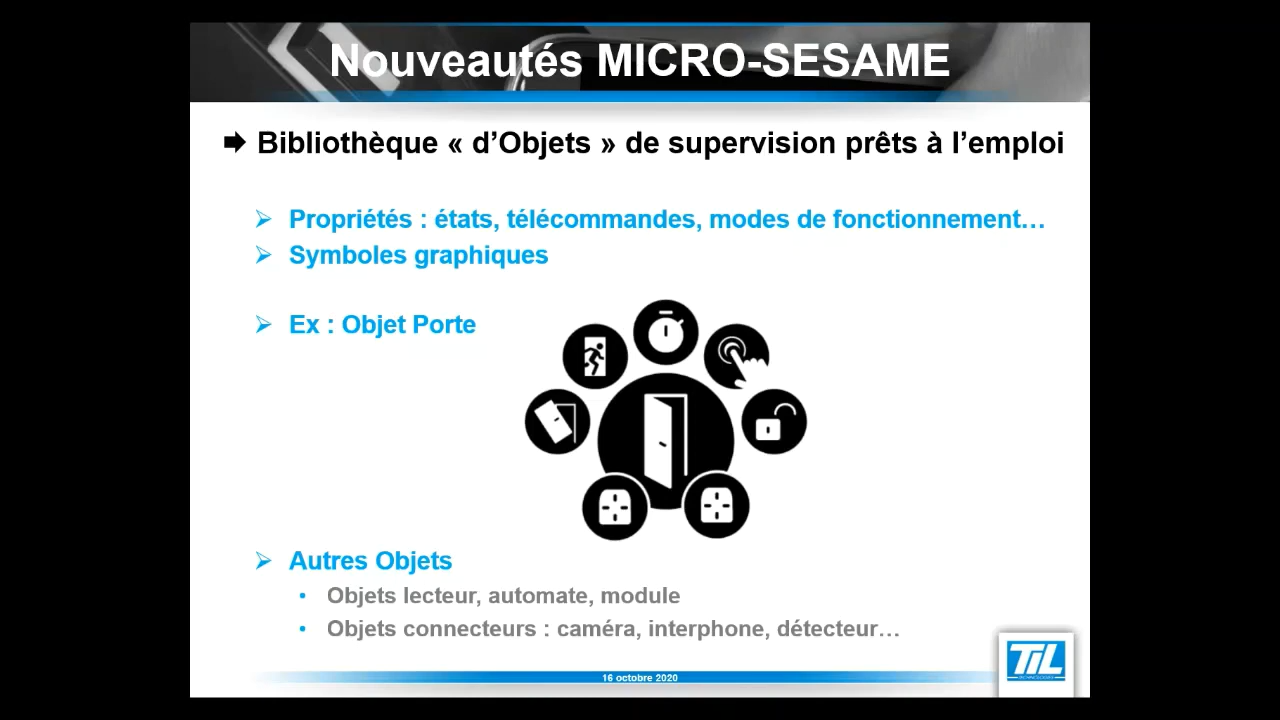 Nouveautés MICRO-SESAME
Bibliothèque « d’Objets » de supervision prêts à l’emploi
Propriétés : états, télécommandes, modes de fonctionnement…
Symboles graphiques
Ex : Objet Porte
Autres Objets
Objets lecteur, automate, module
Objets connecteurs : caméra, interphone, détecteur…
16 octobre 2020
TiL
TECHNOLOGIES